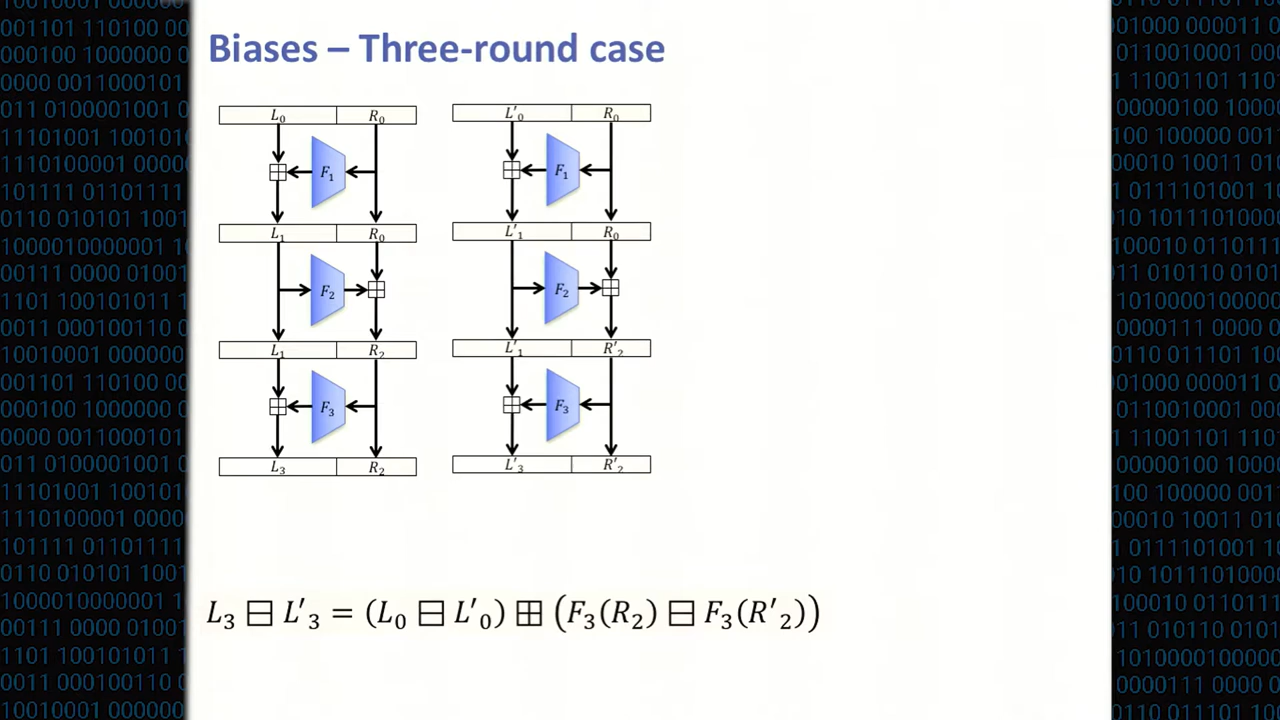 Biases – Three-round case
L₀ R₀ L′₀ R₀
F₁ F₁
L₁ R₀ L′₁ R₀
F₂ F₂
L₁ R₂ L′₁ R′₂
F₃ F₃
L₃ R₂ L′₃ R′₂
L₃ ⊟ L′₃ = (L₀ ⊟ L′₀) ⊞ (F₃(R₂) ⊟ F₃(R′₂))